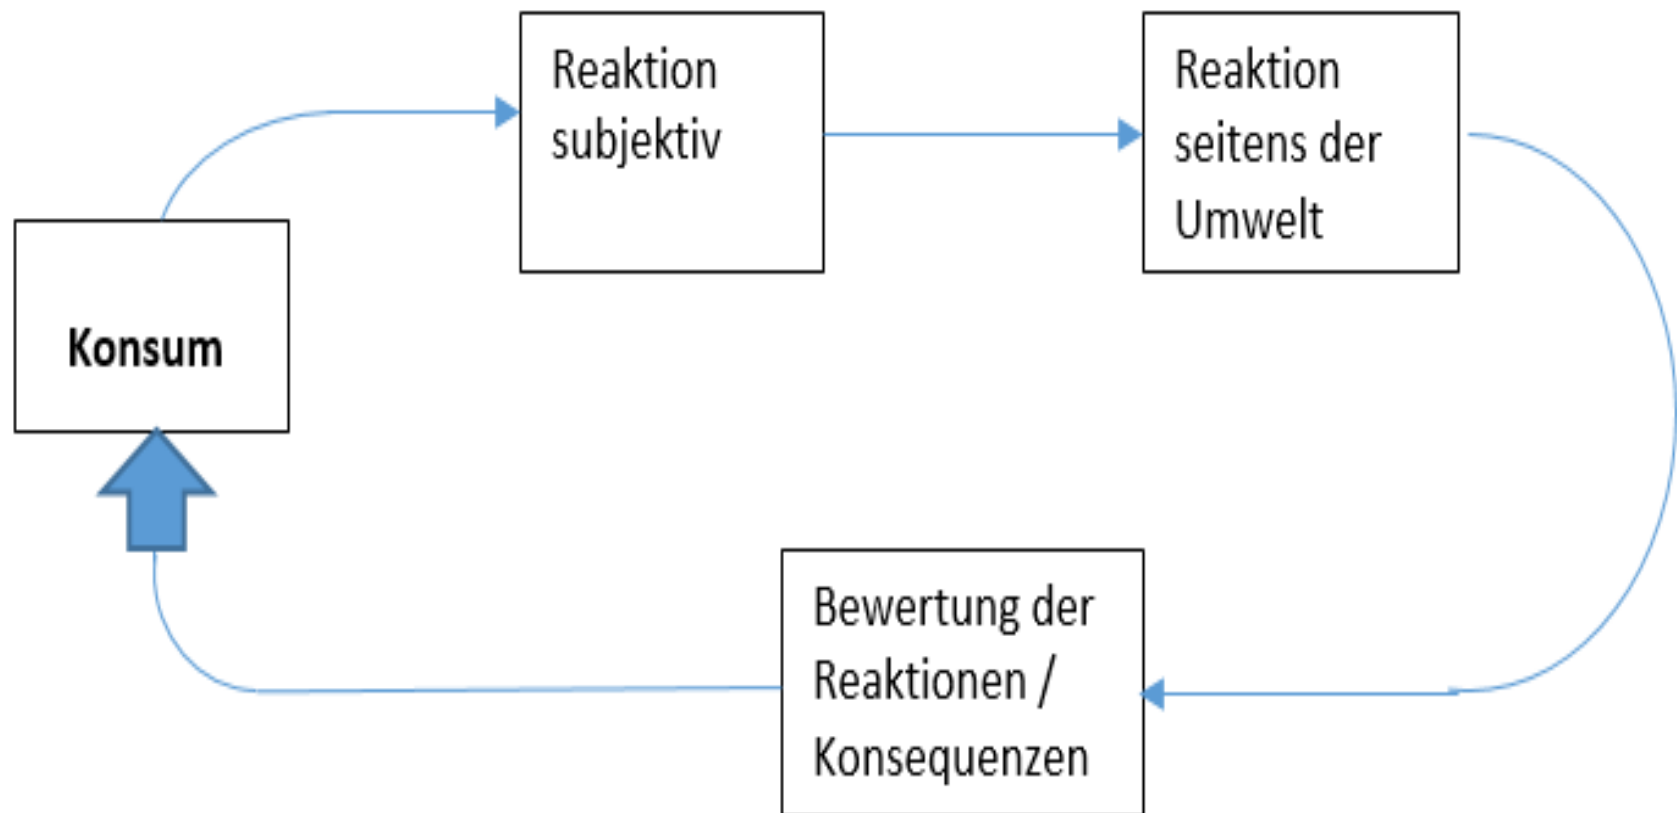 Reaktion
subjektiv
Reaktion
seitens der
Umwelt
Konsum
Bewertung der
Reaktionen /
Konsequenzen